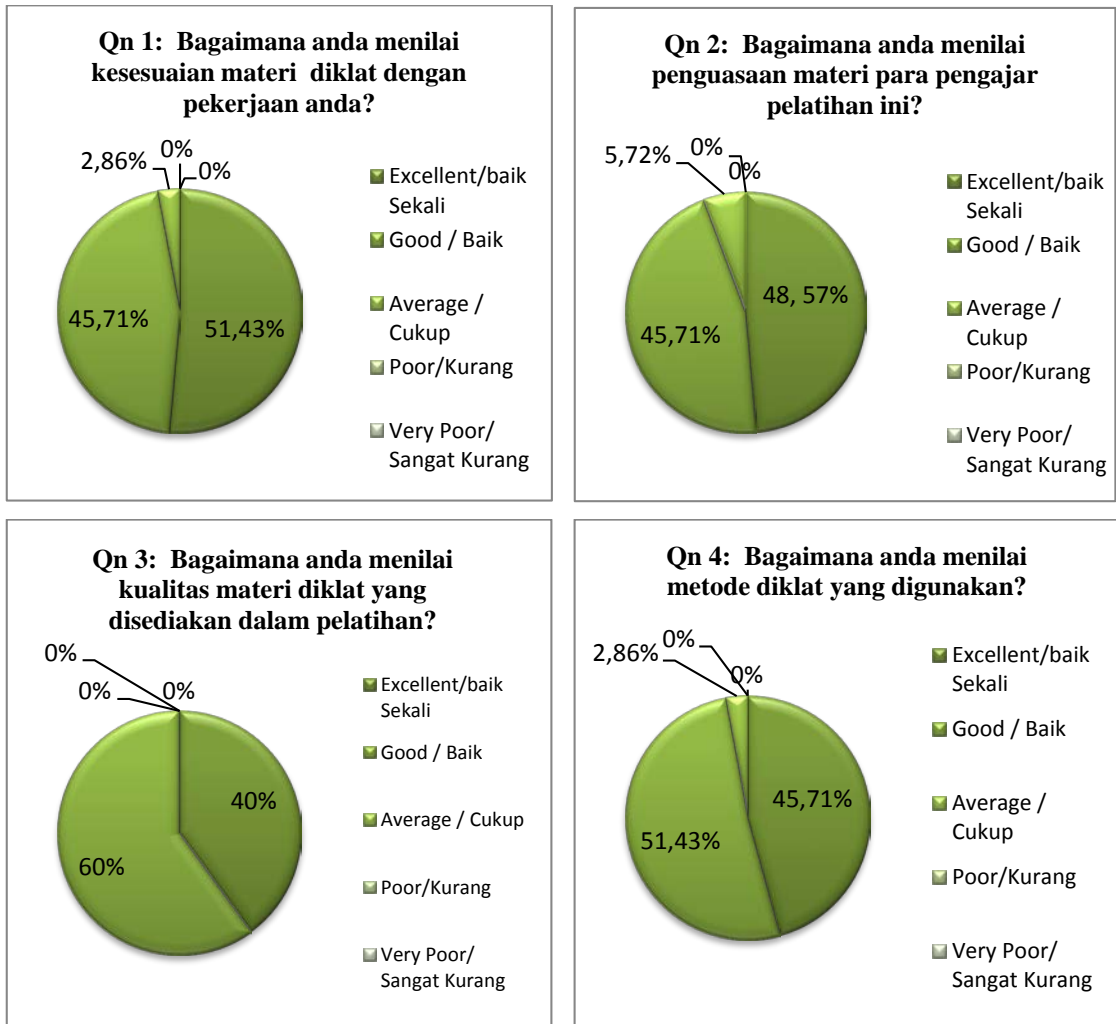 Qn 1: Bagaimana anda menilai
kesesuaian materi diklat dengan
pekerjaan anda?
2,86%
0%
0%
45,71%
51,43%
Excellent/baik
Sekali
Good / Baik
Average /
Cukup
Poor/Kurang
Very Poor/
Sangat Kurang
Qn 2: Bagaimana anda menilai
penguasaan materi para pengajar
pelatihan ini?
5,72%
0%
0%
45,71%
48, 57%
Excellent/baik
Sekali
Good / Baik
Average /
Cukup
Poor/Kurang
Very Poor/
Sangat Kurang
Qn 3: Bagaimana anda menilai
kualitas materi diklat yang
disediakan dalam pelatihan?
0%
0%
0%
40%
60%
Excellent/baik
Sekali
Good / Baik
Average / Cukup
Poor/Kurang
Very Poor/
Sangat Kurang
Qn 4: Bagaimana anda menilai
metode diklat yang digunakan?
2,86%
0%
0%
45,71%
51,43%
Excellent/baik
Sekali
Good / Baik
Average /
Cukup
Poor/Kurang
Very Poor/
Sangat Kurang